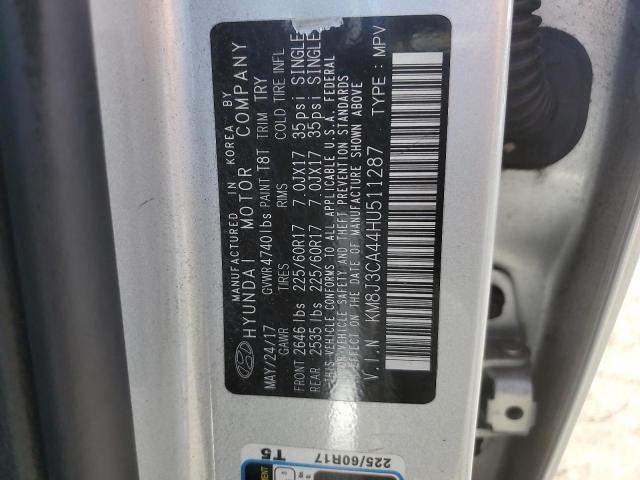 MANUFACTURED IN KOREA BY
HYUNDAI MOTOR COMPANY
MAY/24/17 GVWR 4740lbs PAINT T8T TRIM TRY
GAWR TIRES RIMS COLD TIRE INFL
FRONT 2646 lbs 225/60R17 7.0JX17 35psi SINGLE
REAR 2535 lbs 225/60R17 7.0JX17 35psi SINGLE
THIS VEHICLE CONFORMS TO ALL APPLICABLE U.S.A. FEDERAL
MOTOR VEHICLE SAFETY AND THEFT PREVENTION STANDARDS
IN EFFECT ON THE DATE OF MANUFACTURE SHOWN ABOVE
V.I.N KM8J3CA44HU511287 TYPE : MPV
225/60R17
T5